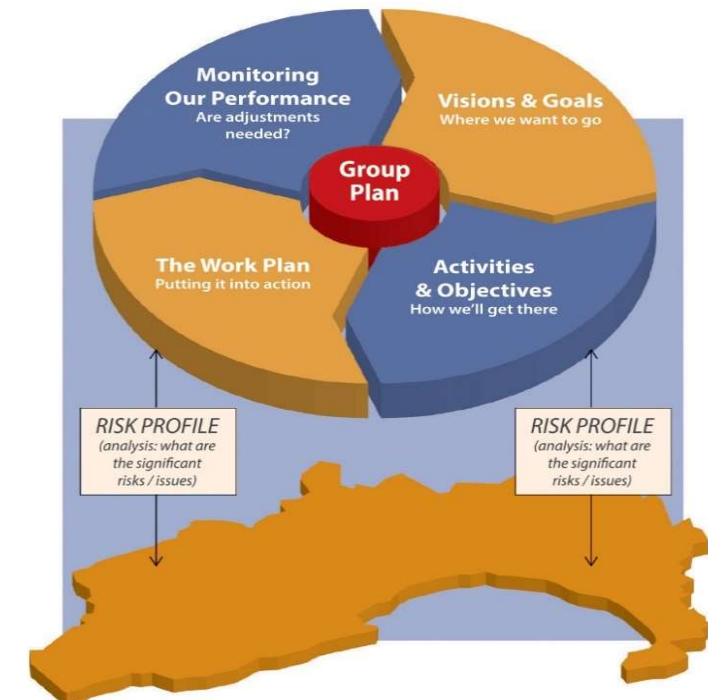 Monitoring
Our Performance
Are adjustments
needed?
Visions & Goals
Where we want to go
Group
Plan
The Work Plan
Putting it into action
Activities
& Objectives
How we'll get there
RISK PROFILE
(analysis: what are
the significant
risks / issues)
RISK PROFILE
(analysis: what are
the significant
risks / issues)